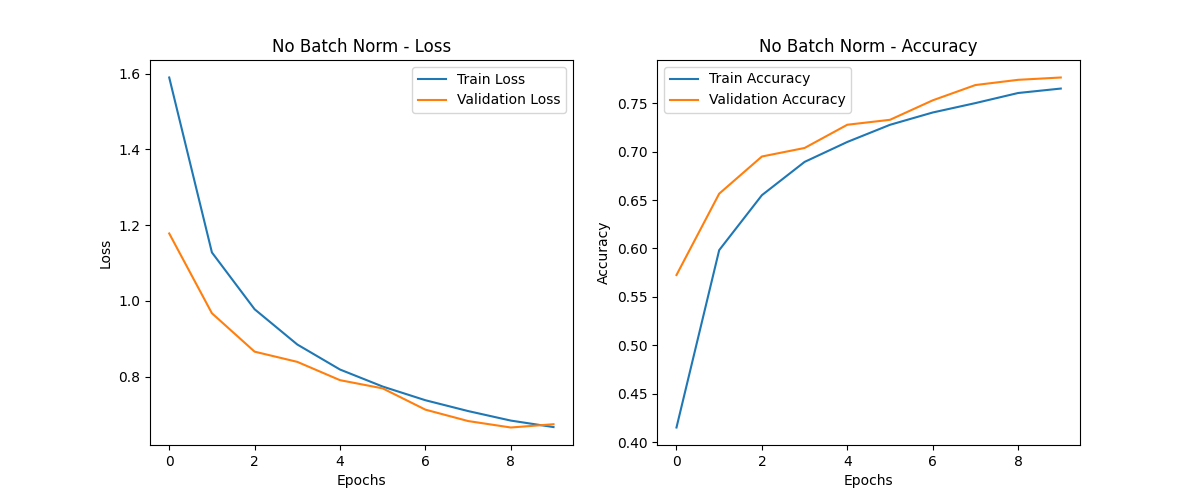 No Batch Norm - Loss
Train Loss
Validation Loss
1.6
1.4
1.2
1.0
0.8
Loss
0 2 4 6 8
Epochs
No Batch Norm - Accuracy
Train Accuracy
Validation Accuracy
0.75
0.70
0.65
0.60
0.55
0.50
0.45
0.40
Accuracy
0 2 4 6 8
Epochs